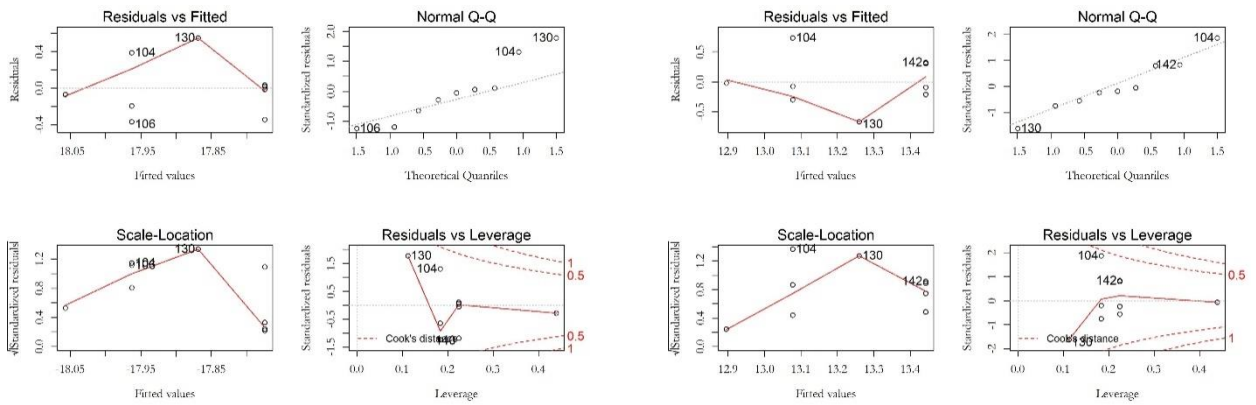 Residuals vs Fitted
Residuals
0.4
0.0
-0.4
104
130
106
18.05 17.95 17.85
Fitted values
Normal Q-Q
Standardized residuals
2.0
1.0
0.0
-1.0
130
104
106
1.5 1.0 0.5 0.0 0.5 1.0 1.5
Theoretical Quantiles
Residuals vs Fitted
Residuals
0.5
-0.5
104
142
130
12.9 13.0 13.1 13.2 13.3 13.4
Fitted values
Normal Q-Q
Standardized residuals
2
1
0
-1
104
142
130
1.5 1.0 0.5 0.0 0.5 1.0 1.5
Theoretical Quantiles
Scale-Location
√|Standardized residuals|
1.2
0.8
0.4
0.0
104
106
130
-18.05 -17.95 -17.85
Fitted values
Residuals vs Leverage
Standardized residuals
1.5
0.5
-0.5
-1.5
130
104
140
1
0.5
0.5
1
Cook's distance
0.0 0.1 0.2 0.3 0.4
Leverage
Scale-Location
√|Standardized residuals|
1.2
0.8
0.4
0.0
104
130
142
12.9 13.0 13.1 13.2 13.3 13.4
Fitted values
Residuals vs Leverage
Standardized residuals
2
1
0
-1
-2
104
142
130
0.5
1
Cook's distance
0.0 0.1 0.2 0.3 0.4
Leverage